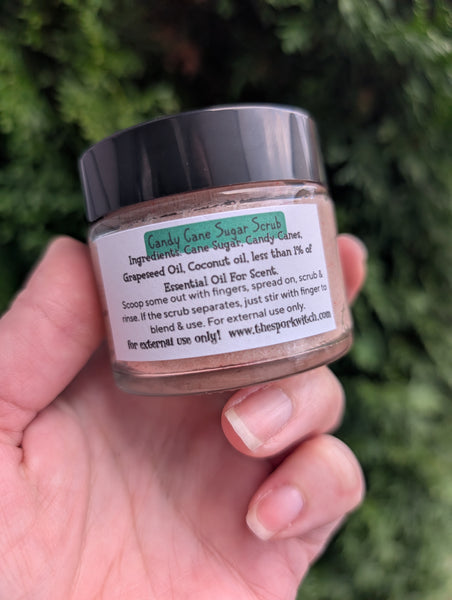 Candy Cane Sugar Scrub
Ingredients: Cane Sugar, Candy Canes,
Grapeseed Oil, Coconut oil, less than 1% of
Essential Oil For Scent.
Scoop some out with fingers, spread on, scrub &
rinse. If the scrub separates, just stir with finger to
blend & use. For external use only.
for external use only! www.thesporkwitch.com